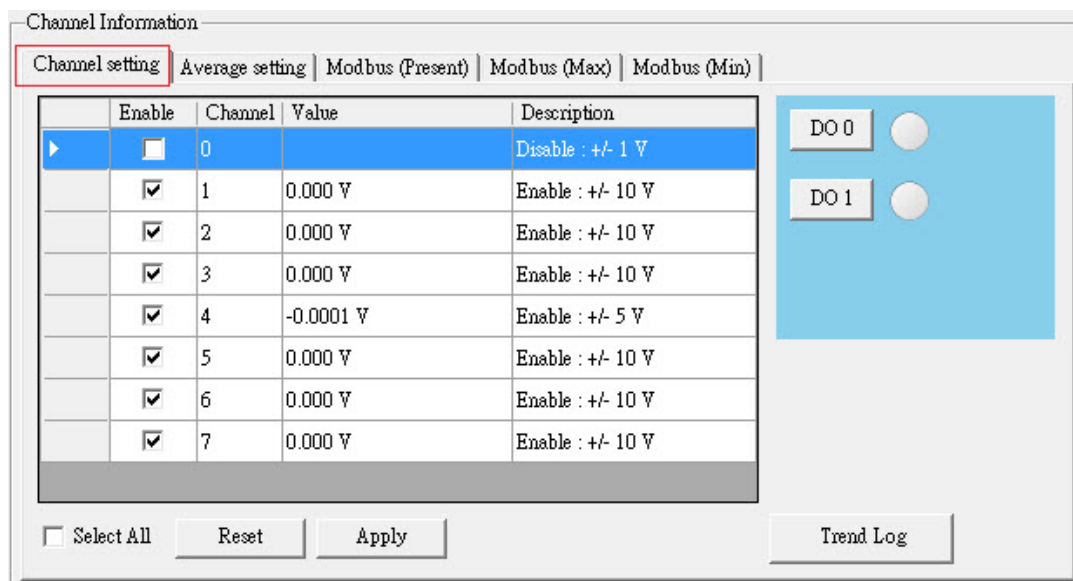 Channel Information
Channel setting Average setting Modbus (Present) Modbus (Max) Modbus (Min)
Enable Channel Value Description
0 Disable : +/- 1 V
1 0.000 V Enable : +/- 10 V
2 0.000 V Enable : +/- 10 V
3 0.000 V Enable : +/- 10 V
4 -0.0001 V Enable : +/- 5 V
5 0.000 V Enable : +/- 10 V
6 0.000 V Enable : +/- 10 V
7 0.000 V Enable : +/- 10 V
DO 0
DO 1
Select All Reset Apply Trend Log